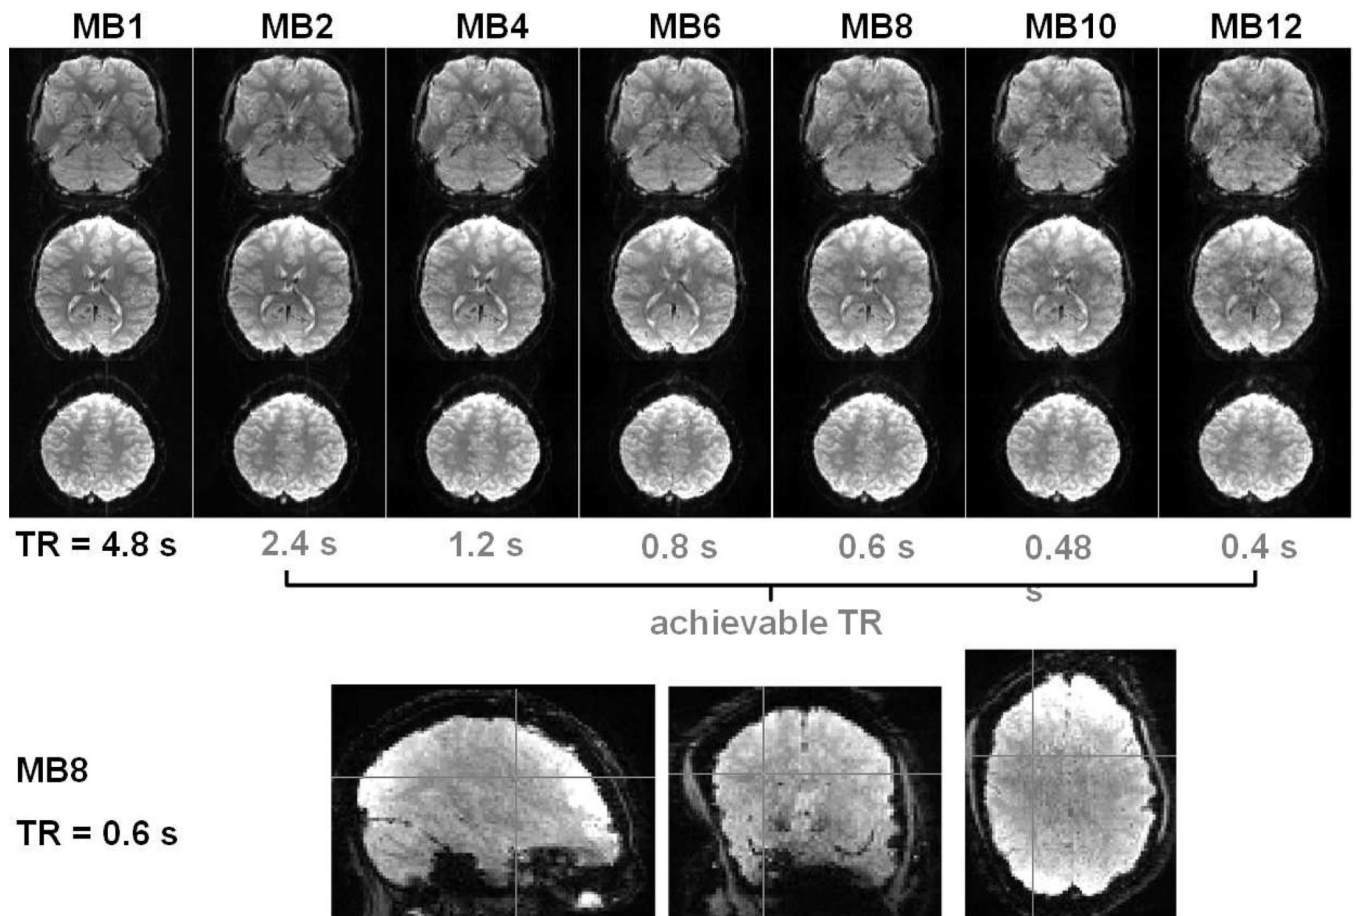 MB1 MB2 MB4 MB6 MB8 MB10 MB12
TR = 4.8 s 2.4 s 1.2 s 0.8 s 0.6 s 0.48 0.4 s
s
achievable TR
MB8
TR = 0.6 s